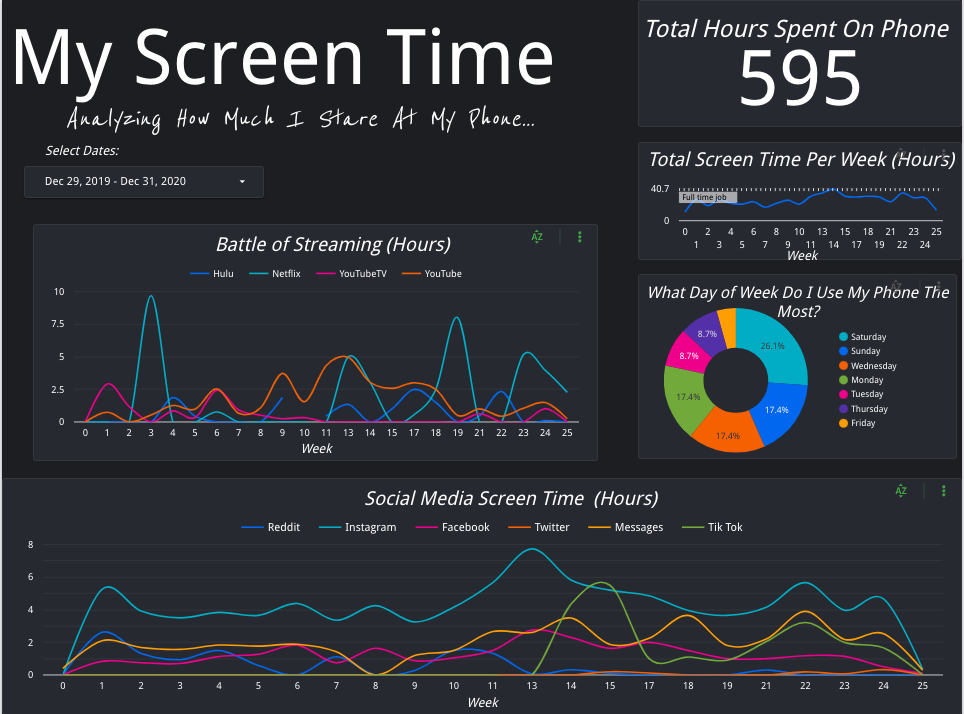 My Screen Time
Analyzing How Much I Stare At My Phone...
Select Dates:
Dec 29, 2019 - Dec 31, 2020
Total Hours Spent On Phone
595
Total Screen Time Per Week (Hours)
40.7
Full time job
0
0 2 4 6 8 10 13 15 18 21 23 25
1 3 5 7 9 11 14 17 19 22 24
Week
Battle of Streaming (Hours)
Hulu Netflix YouTubeTV YouTube
10
7.5
5
2.5
0
0 1 2 3 4 5 6 7 8 9 10 11 13 14 15 17 18 19 21 22 23 24 25
Week
What Day of Week Do I Use My Phone The
Most?
26.1%
17.4%
17.4%
17.4%
8.7%
8.7%
Saturday
Sunday
Wednesday
Monday
Tuesday
Thursday
Friday
Social Media Screen Time (Hours)
Reddit Instagram Facebook Twitter Messages Tik Tok
8
6
4
2
0
0 1 2 3 4 5 6 7 8 9 10 11 13 14 15 17 18 19 21 22 23 24 25
Week